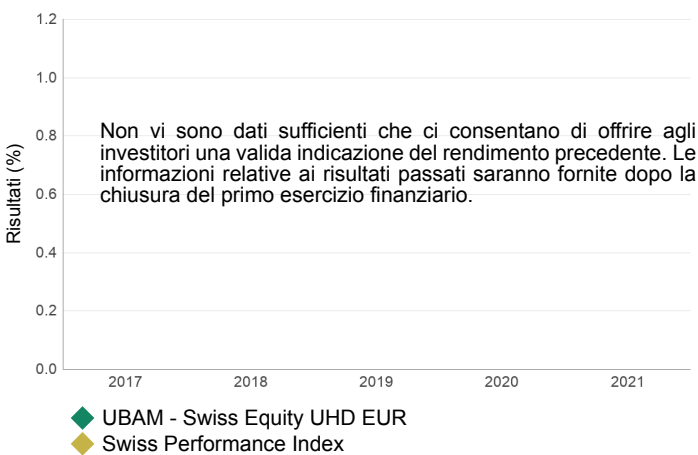 1.2
1.0
0.8
0.6
0.4
0.2
0.0
Risultati (%)
Non vi sono dati sufficienti che ci consentano di offrire agli
investitori una valida indicazione del rendimento precedente. Le
informazioni relative ai risultati passati saranno fornite dopo la
chiusura del primo esercizio finanziario.
2017 2018 2019 2020 2021
UBAM - Swiss Equity UHD EUR
Swiss Performance Index